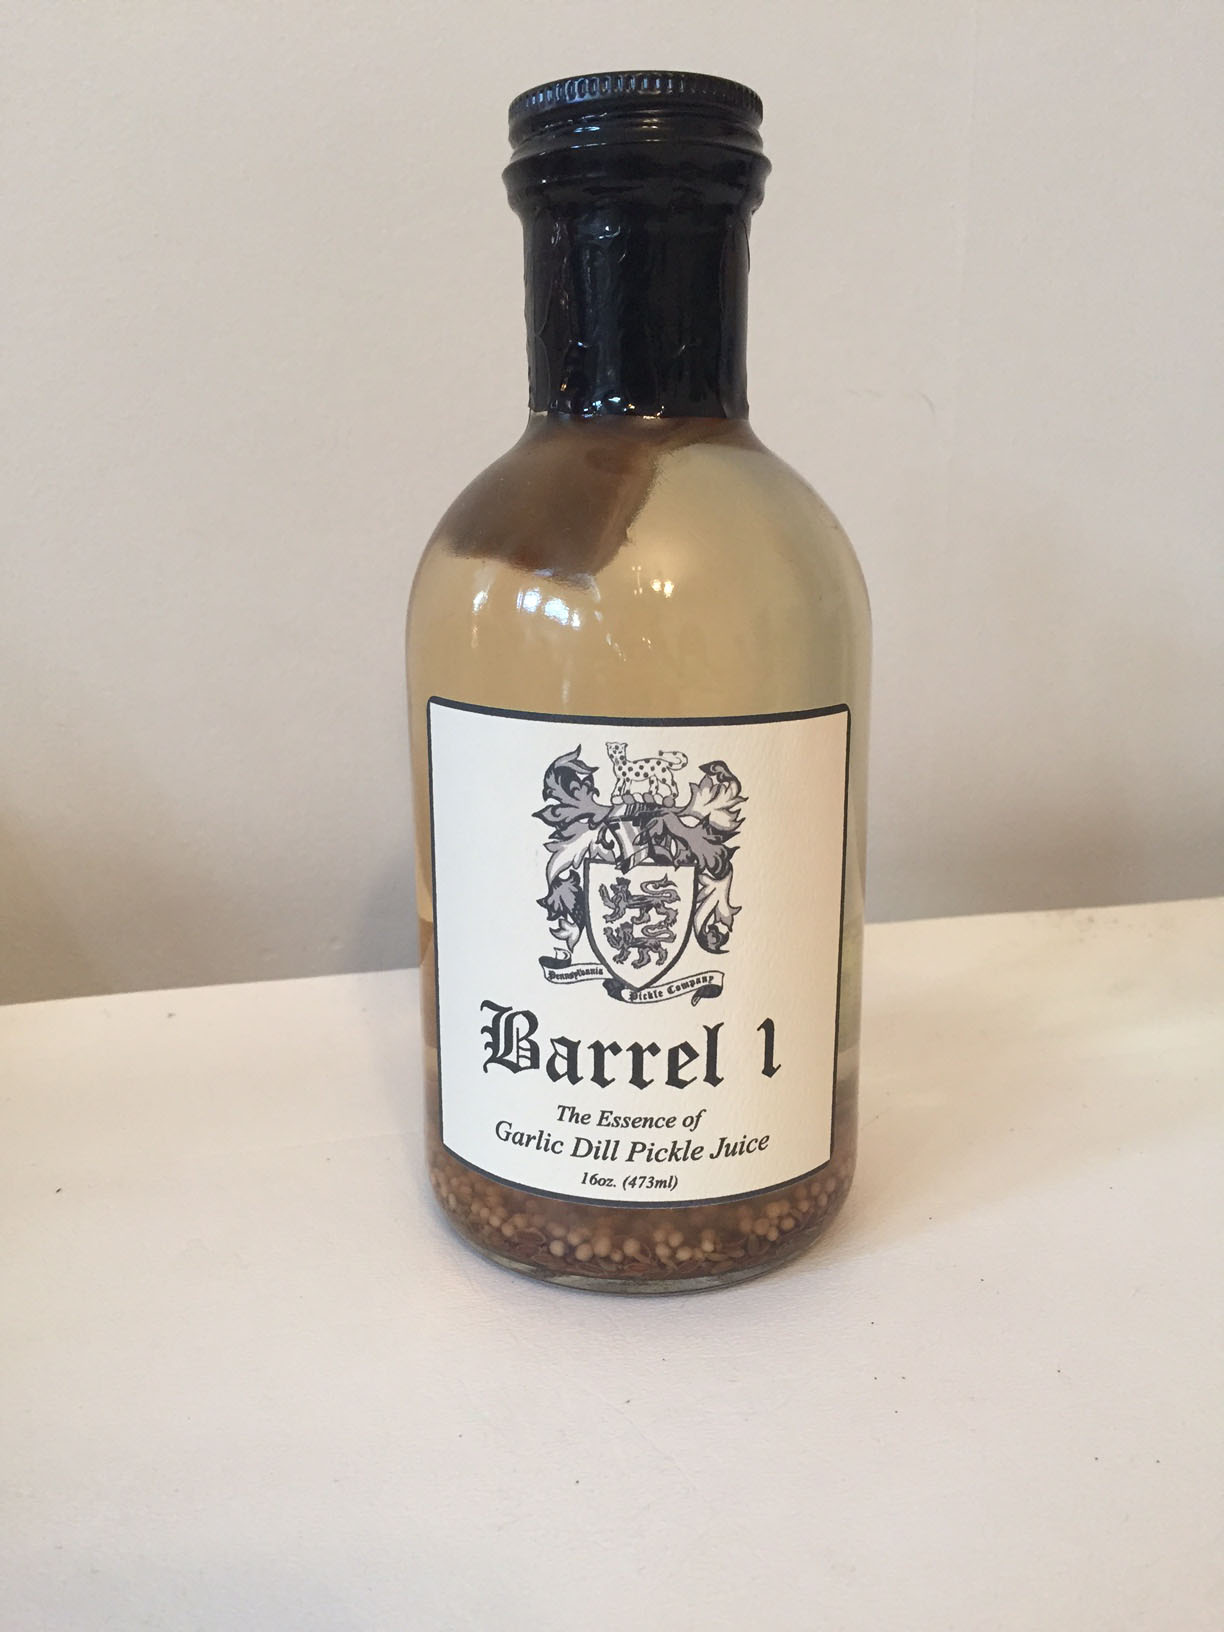 Pennsylvania
Pickle Company
Barrel 1
The Essence of
Garlic Dill Pickle Juice
16oz. (473ml)